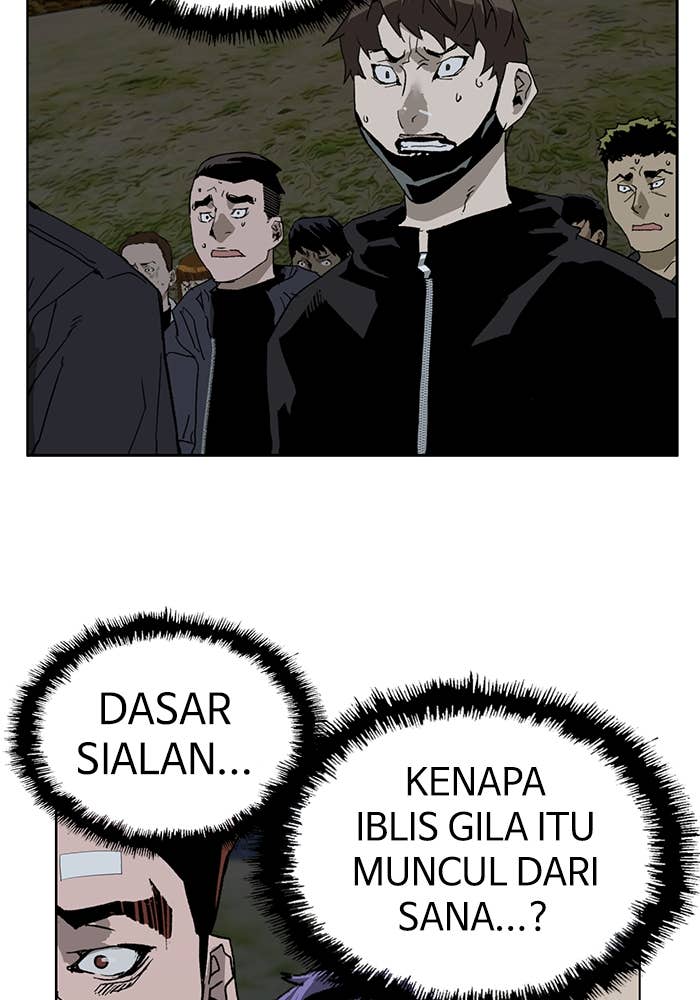 DASAR
SIALAN...
KENAPA
IBLIS GILA ITU
MUNCUL DARI
SANA...?